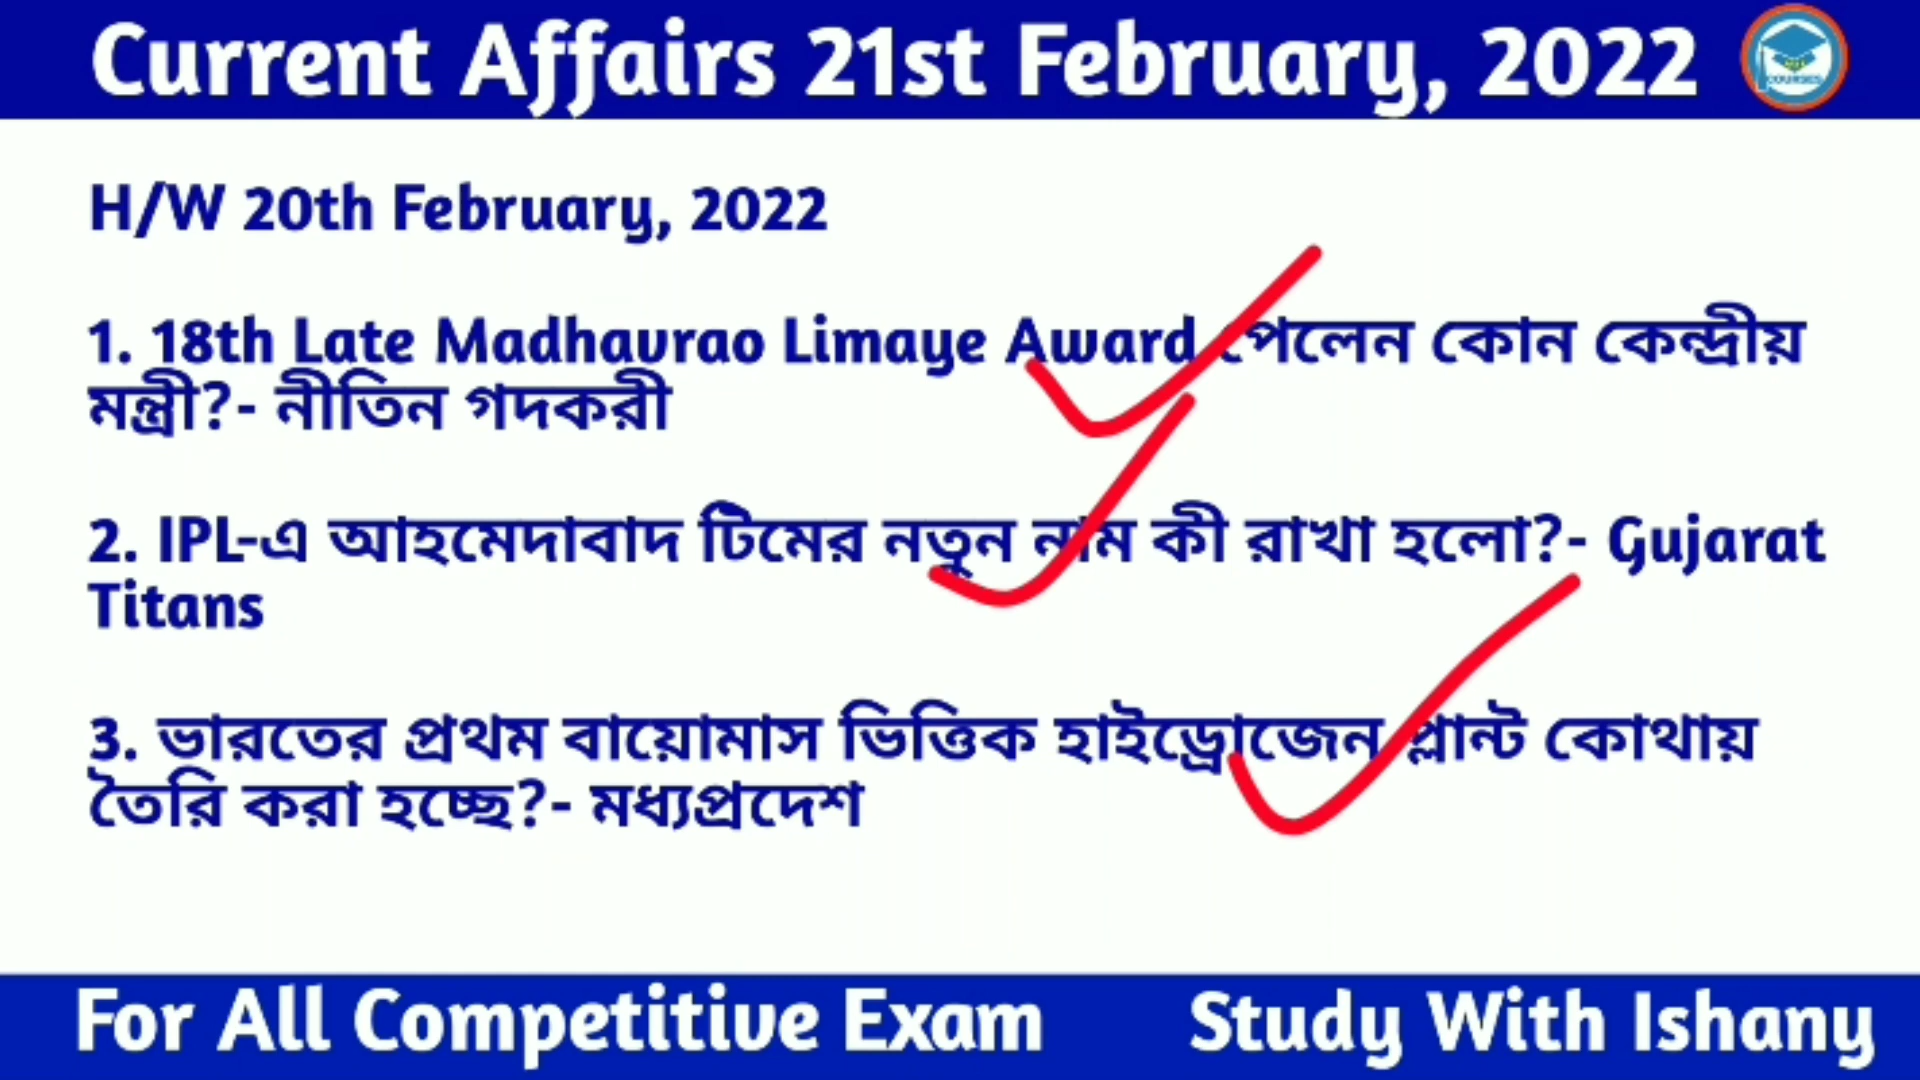 Current Affairs 21st February, 2022
COURSES
H/W 20th February, 2022
1. 18th Late Madhavrao Limaye Award পেলেন কোন কেন্দ্রীয়
মন্ত্রী?- নীতিন গদকরী
2. IPL-এ আহমেদাবাদ টিমের নতুন নাম কী রাখা হলো?- Gujarat
Titans
3. ভারতের প্রথম বায়োমাস ভিত্তিক হাইড্রোজেন প্লান্ট কোথায়
তৈরি করা হচ্ছে?- মধ্যপ্রদেশ
For All Competitive Exam
Study With Ishany